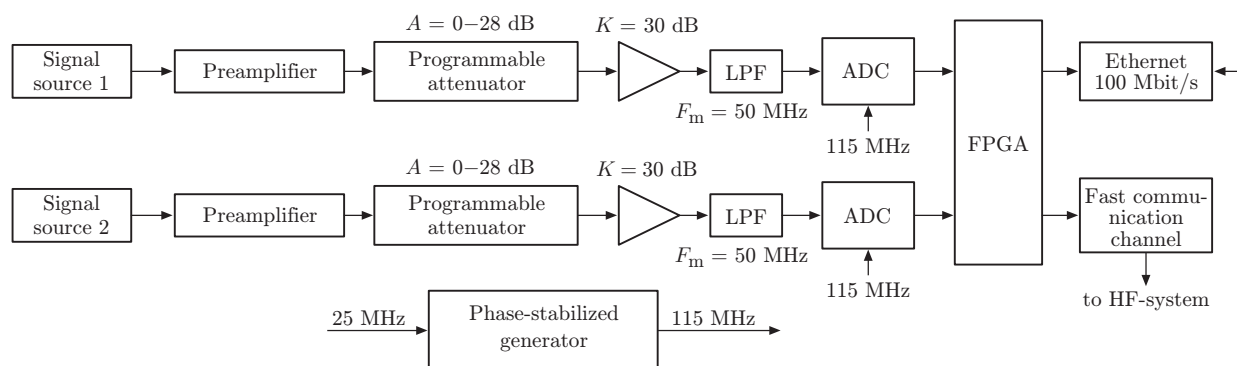 A = 0–28 dB
K = 30 dB
Signal
source 1
Preamplifier
Programmable
attenuator
LPF
ADC
Ethernet
100 Mbit/s
F_m = 50 MHz
115 MHz
FPGA
A = 0–28 dB
K = 30 dB
Signal
source 2
Preamplifier
Programmable
attenuator
LPF
ADC
Fast commu-
nication
channel
F_m = 50 MHz
115 MHz
to HF-system
25 MHz
Phase-stabilized
generator
115 MHz